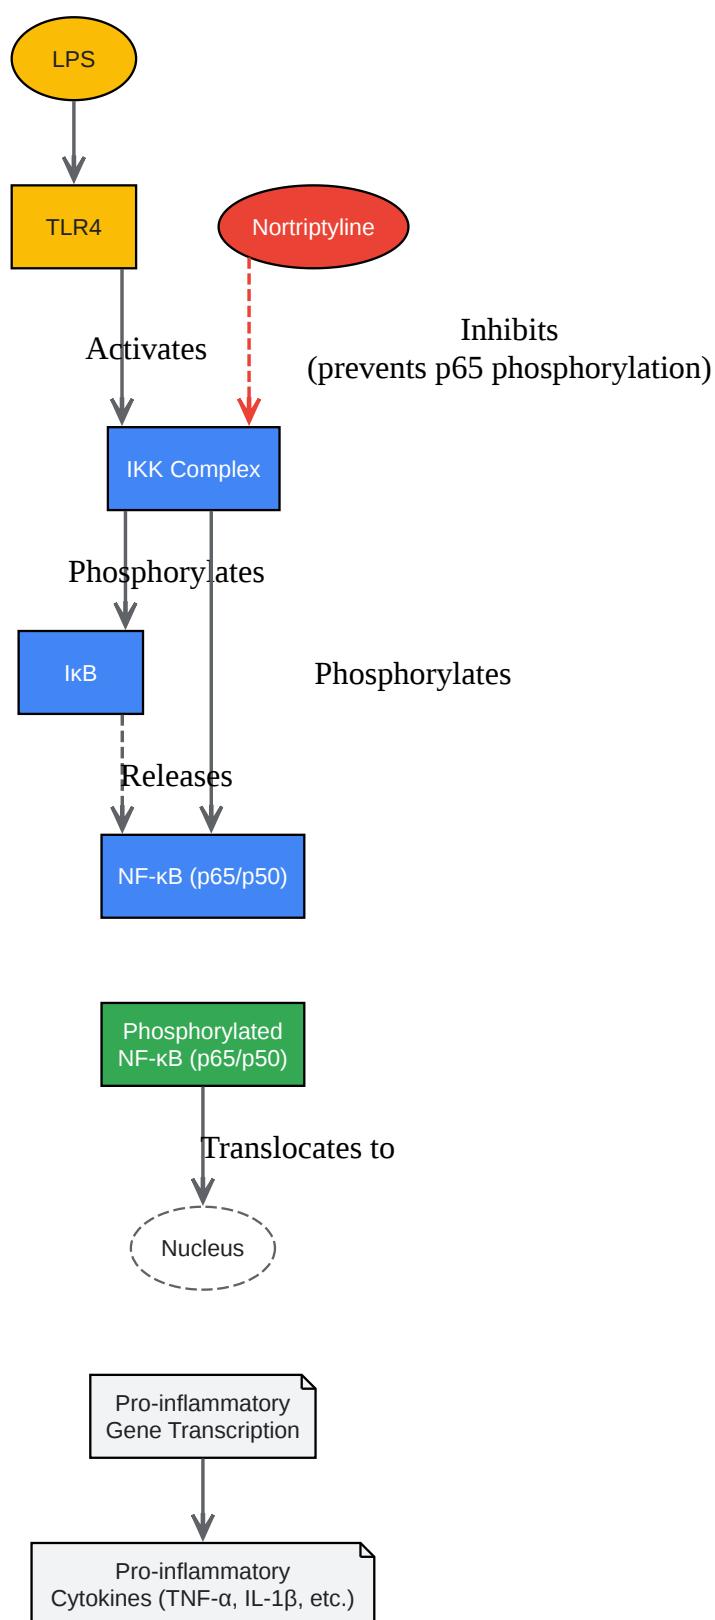 LPS
TLR4
Nortriptyline
Activates
Inhibits
(prevents p65 phosphorylation)
IKK Complex
Phosphorylates
IκB
Phosphorylates
Releases
NF-κB (p65/p50)
Phosphorylated
NF-κB (p65/p50)
Translocates to
Nucleus
Pro-inflammatory
Gene Transcription
Pro-inflammatory
Cytokines (TNF-α, IL-1β, etc.)